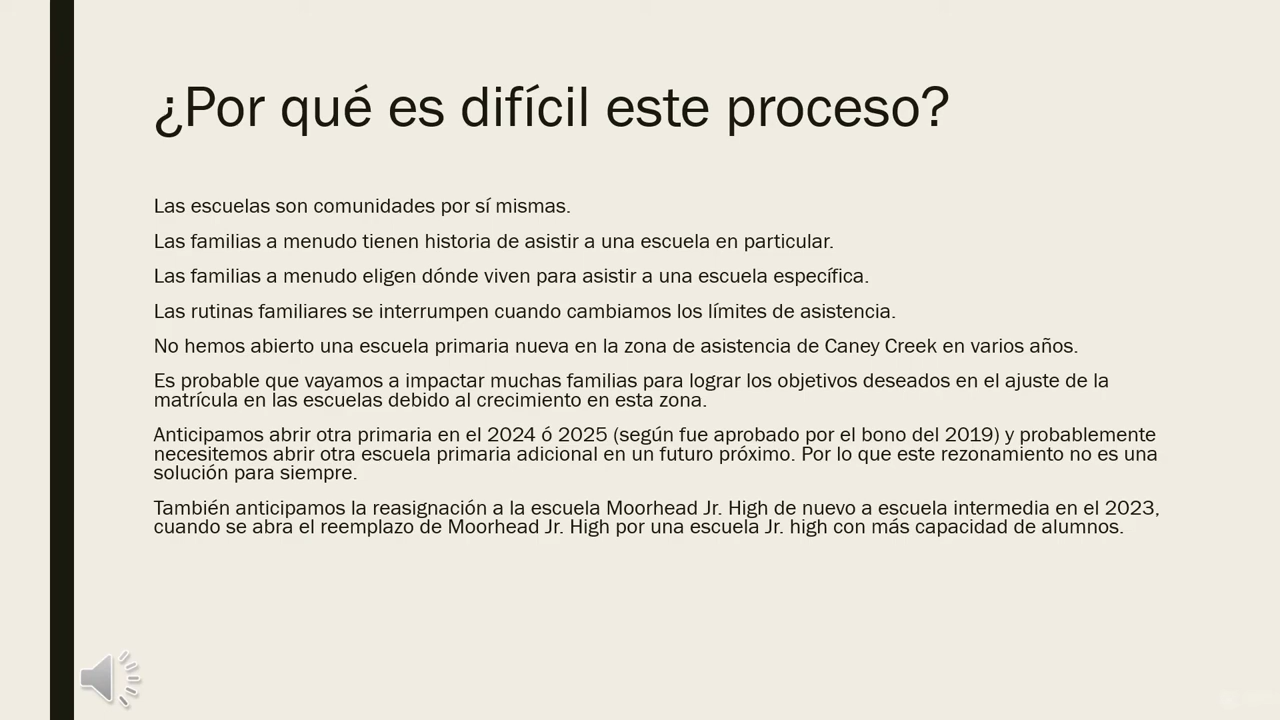 ¿Por qué es difícil este proceso?
Las escuelas son comunidades por sí mismas.
Las familias a menudo tienen historia de asistir a una escuela en particular.
Las familias a menudo eligen dónde viven para asistir a una escuela específica.
Las rutinas familiares se interrumpen cuando cambiamos los límites de asistencia.
No hemos abierto una escuela primaria nueva en la zona de asistencia de Caney Creek en varios años.
Es probable que vayamos a impactar muchas familias para lograr los objetivos deseados en el ajuste de la
matrícula en las escuelas debido al crecimiento en esta zona.
Anticipamos abrir otra primaria en el 2024 ó 2025 (según fue aprobado por el bono del 2019) y probablemente
necesitemos abrir otra escuela primaria adicional en un futuro próximo. Por lo que este rezonamiento no es una
solución para siempre.
También anticipamos la reasignación a la escuela Moorhead Jr. High de nuevo a escuela intermedia en el 2023,
cuando se abra el reemplazo de Moorhead Jr. High por una escuela Jr. high con más capacidad de alumnos.